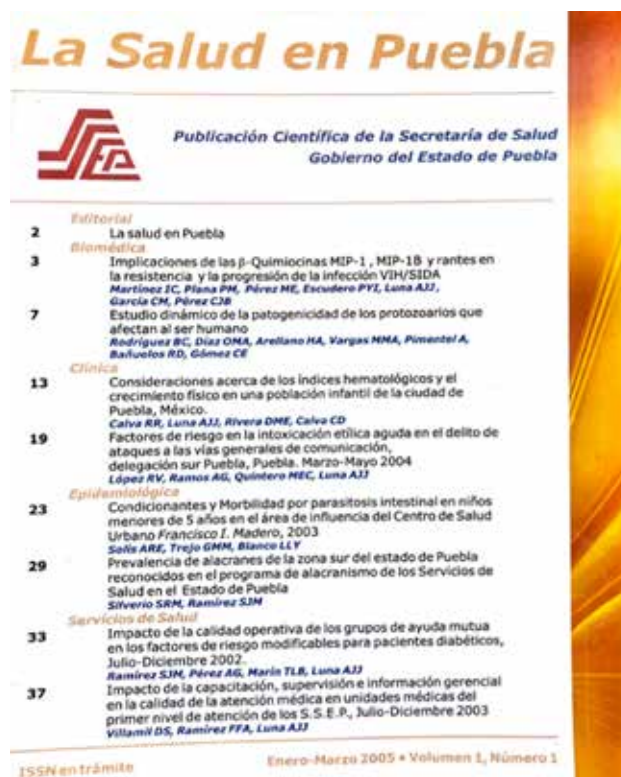 La Salud en Puebla
Publicación Científica de la Secretaría de Salud
Gobierno del Estado de Puebla
Editorial
2 La salud en Puebla
Biomédica
3 Implicaciones de las β-Quimiocinas MIP-1 , MIP-1B y rantes en
la resistencia y la progresión de la infección VIH/SIDA
Martínez IC, Plana PM, Pérez ME, Escudero PYI, Luna AJJ,
García CM, Pérez CJB
7 Estudio dinámico de la patogenicidad de los protozoarios que
afectan al ser humano
Rodríguez BC, Díaz OMA, Arellano HA, Vargas MMA, Pimentel A,
Bañuelos RD, Gómez CE
Clínica
13 Consideraciones acerca de los índices hematológicos y el
crecimiento físico en una población infantil de la ciudad de
Puebla, México.
Calva RR, Luna AJJ, Rivera DME, Calva CD
19 Factores de riesgo en la intoxicación etílica aguda en el delito de
ataques a las vías generales de comunicación,
delegación sur Puebla, Puebla. Marzo-Mayo 2004
López RV, Ramos AG, Quintero MEC, Luna AJJ
Epidemiológica
23 Condicionantes y Morbilidad por parasitosis intestinal en niños
menores de 5 años en el área de influencia del Centro de Salud
Urbano Francisco I. Madero, 2003
Solís ARE, Trejo GMM, Blanco LLY
29 Prevalencia de alacranes de la zona sur del estado de Puebla
reconocidos en el programa de alacranismo de los Servicios de
Salud en el Estado de Puebla
Silverio SRM, Ramírez SJM
Servicios de Salud
33 Impacto de la calidad operativa de los grupos de ayuda mutua
en los factores de riesgo modificables para pacientes diabéticos,
Julio-Diciembre 2002.
Ramírez SJM, Pérez AG, Marín TLB, Luna AJJ
37 Impacto de la capacitación, supervisión e información gerencial
en la calidad de la atención médica en unidades médicas del
primer nivel de atención de los S.S.E.P., Julio-Diciembre 2003
Villamil DS, Ramírez FFA, Luna AJJ
ISSN en trámite
Enero-Marzo 2005 • Volumen 1, Número 1